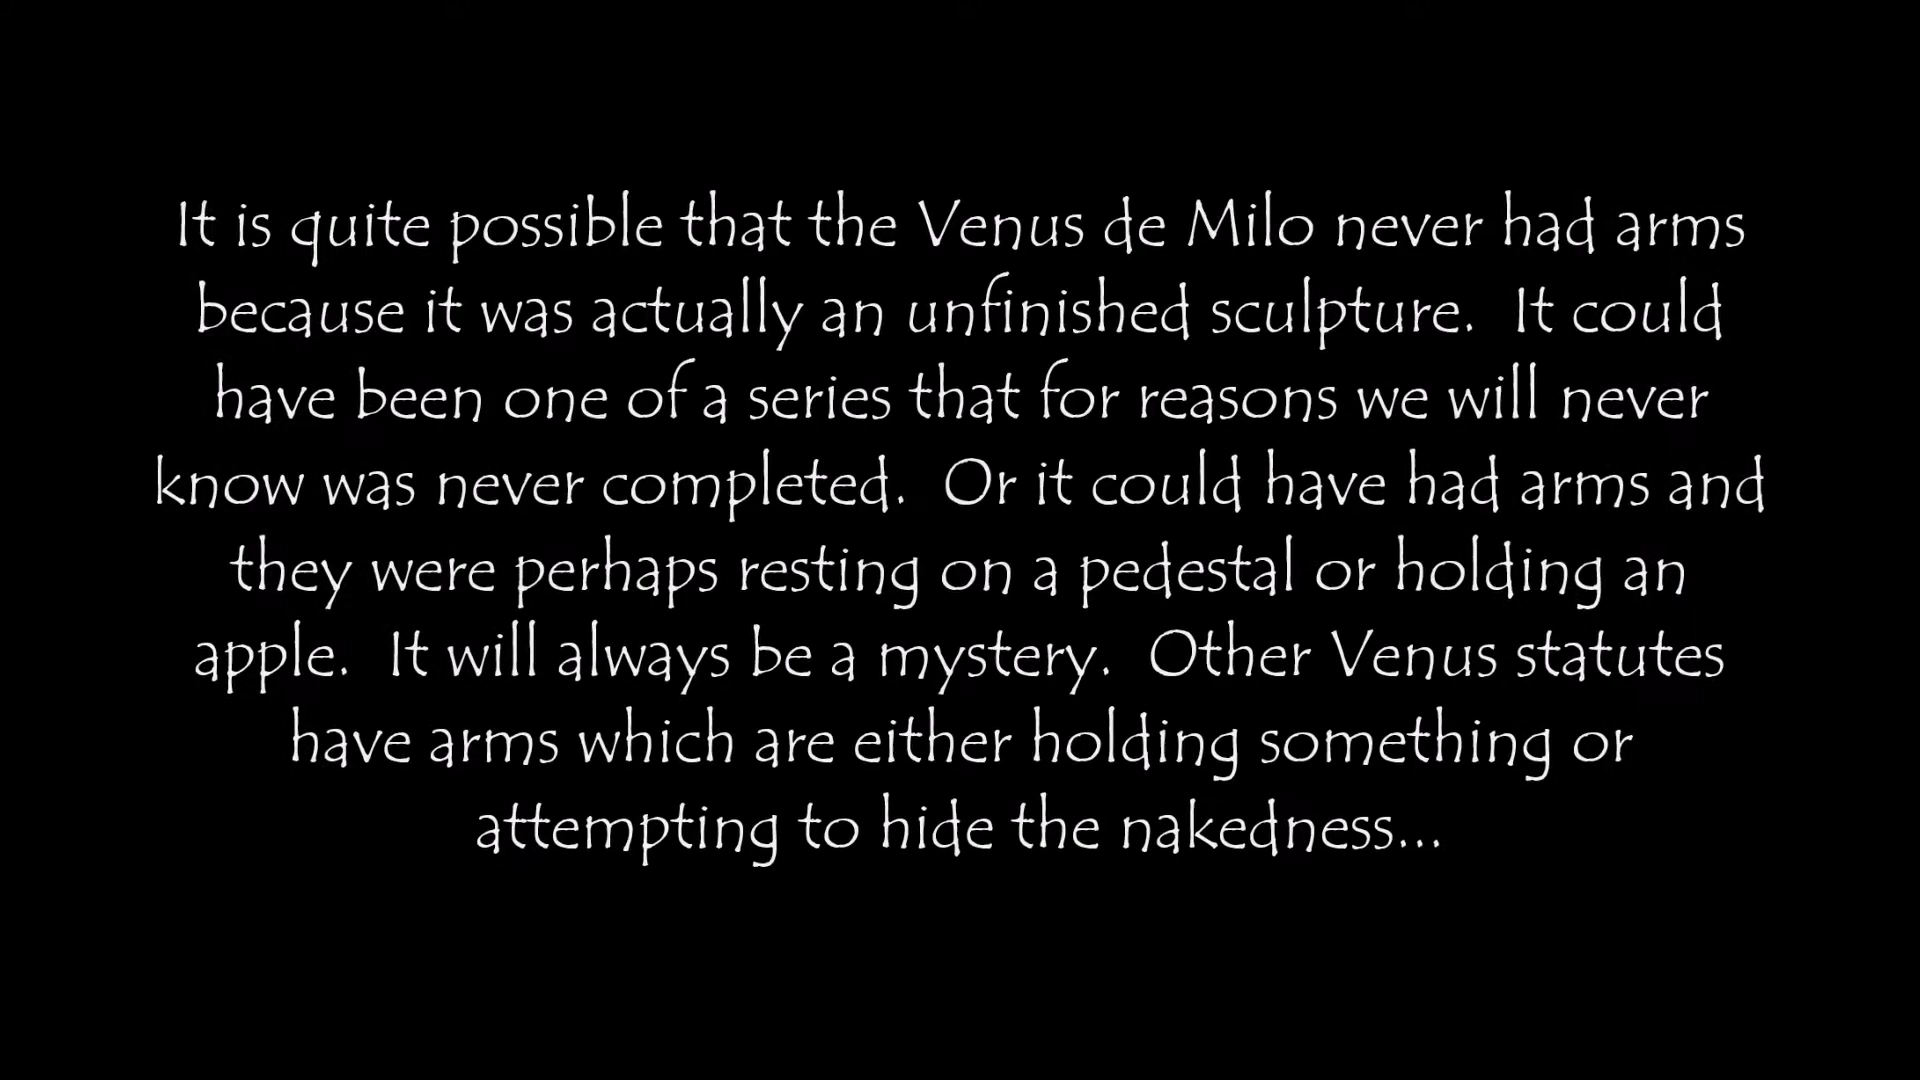 It is quite possible that the Venus de Milo never had arms
because it was actually an unfinished sculpture. It could
have been one of a series that for reasons we will never
know was never completed. Or it could have had arms and
they were perhaps resting on a pedestal or holding an
apple. It will always be a mystery. Other Venus statutes
have arms which are either holding something or
attempting to hide the nakedness...